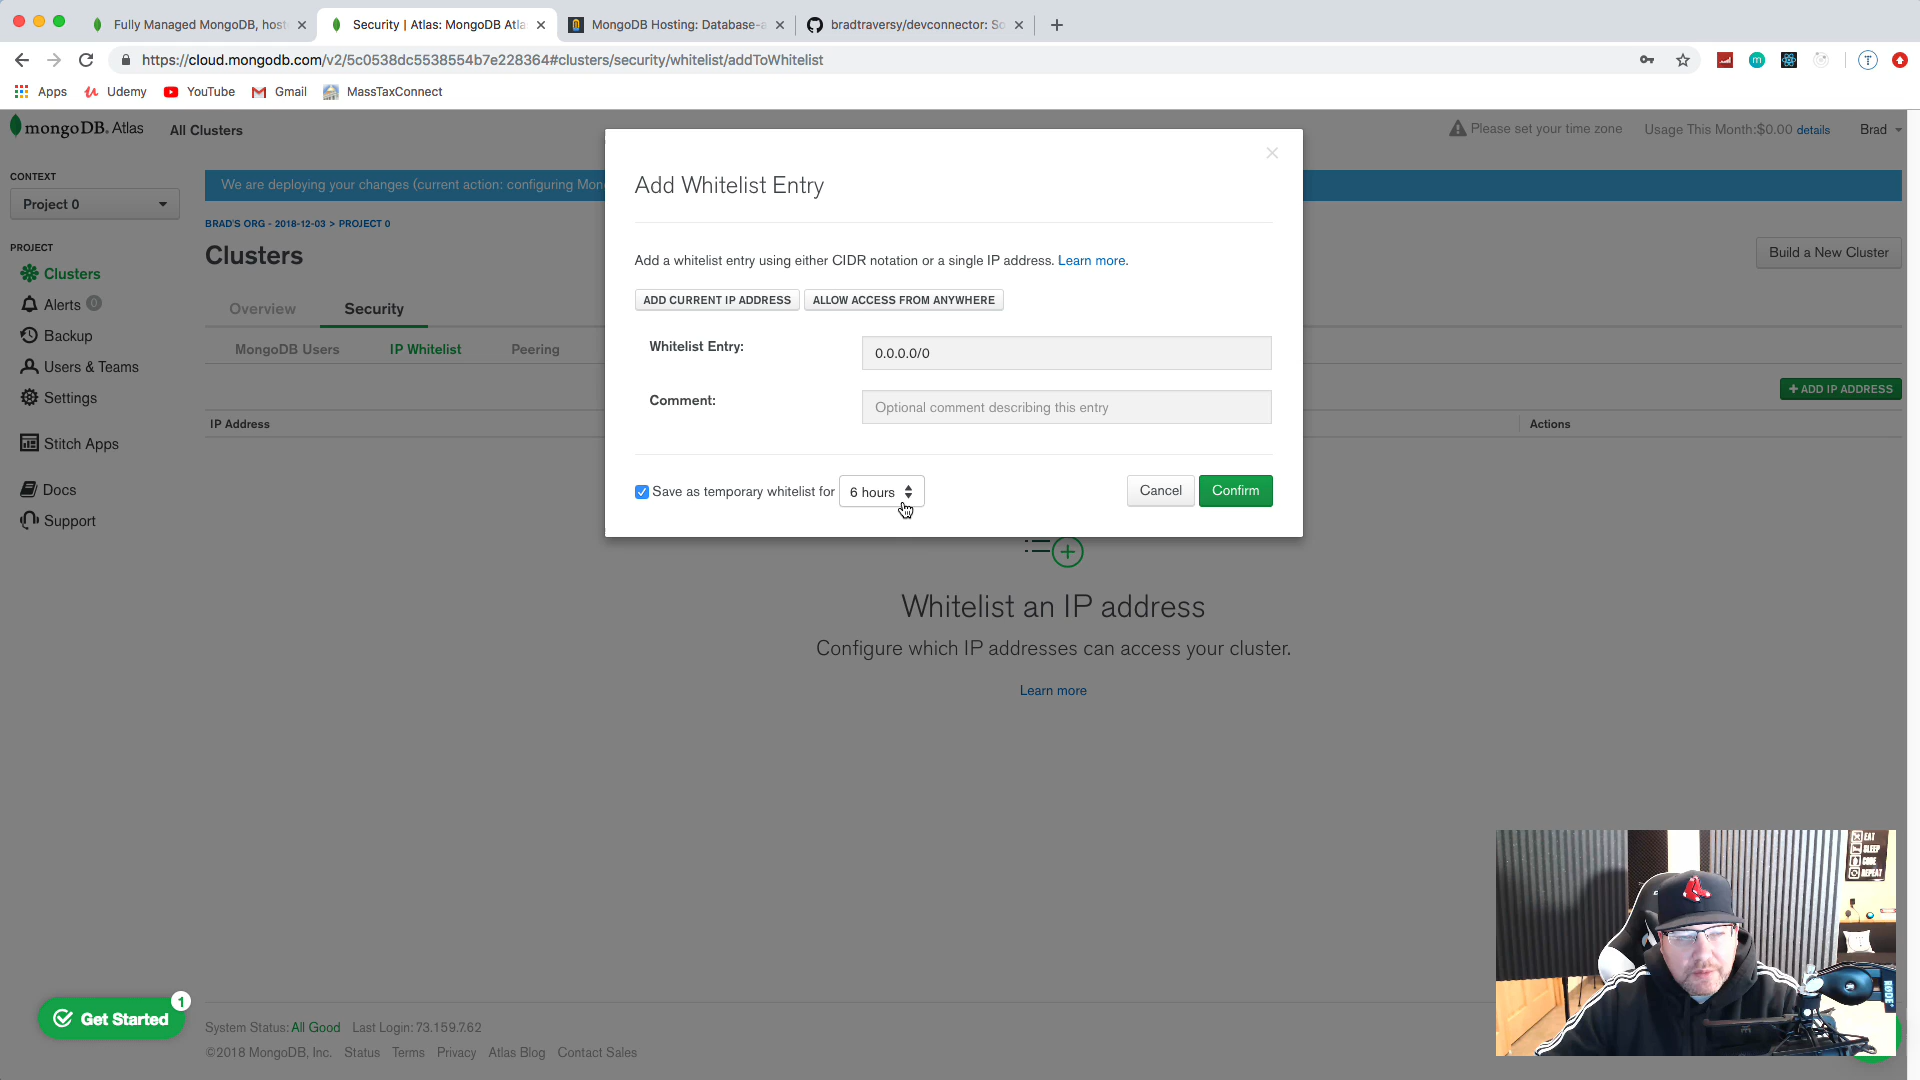 Fully Managed MongoDB, host
Security | Atlas: MongoDB Atla
MongoDB Hosting: Database-a
bradtraversy/devconnector: So
https://cloud.mongodb.com/v2/5c0538dc5538554b7e228364#clusters/security/whitelist/addToWhitelist
Apps
Udemy
YouTube
Gmail
MassTaxConnect
mongoDB. Atlas
All Clusters
Please set your time zone
Usage This Month:$0.00 details
Brad
CONTEXT
Project 0
PROJECT
Clusters
Alerts 0
Backup
Users & Teams
Settings
Stitch Apps
Docs
Support
We are deploying your changes (current action: configuring Mon
BRAD'S ORG - 2018-12-03 > PROJECT 0
Clusters
Build a New Cluster
Overview
Security
MongoDB Users
IP Whitelist
Peering
+ ADD IP ADDRESS
IP Address
Actions
Add Whitelist Entry
Add a whitelist entry using either CIDR notation or a single IP address. Learn more.
ADD CURRENT IP ADDRESS
ALLOW ACCESS FROM ANYWHERE
Whitelist Entry:
0.0.0.0/0
Comment:
Optional comment describing this entry
Save as temporary whitelist for
6 hours
Cancel
Confirm
Whitelist an IP address
Configure which IP addresses can access your cluster.
Learn more
EAT
SLEEP
CODE
REPEAT
RØDE
Get Started
1
System Status: All Good Last Login: 73.159.7.62
©2018 MongoDB, Inc. Status Terms Privacy Atlas Blog Contact Sales